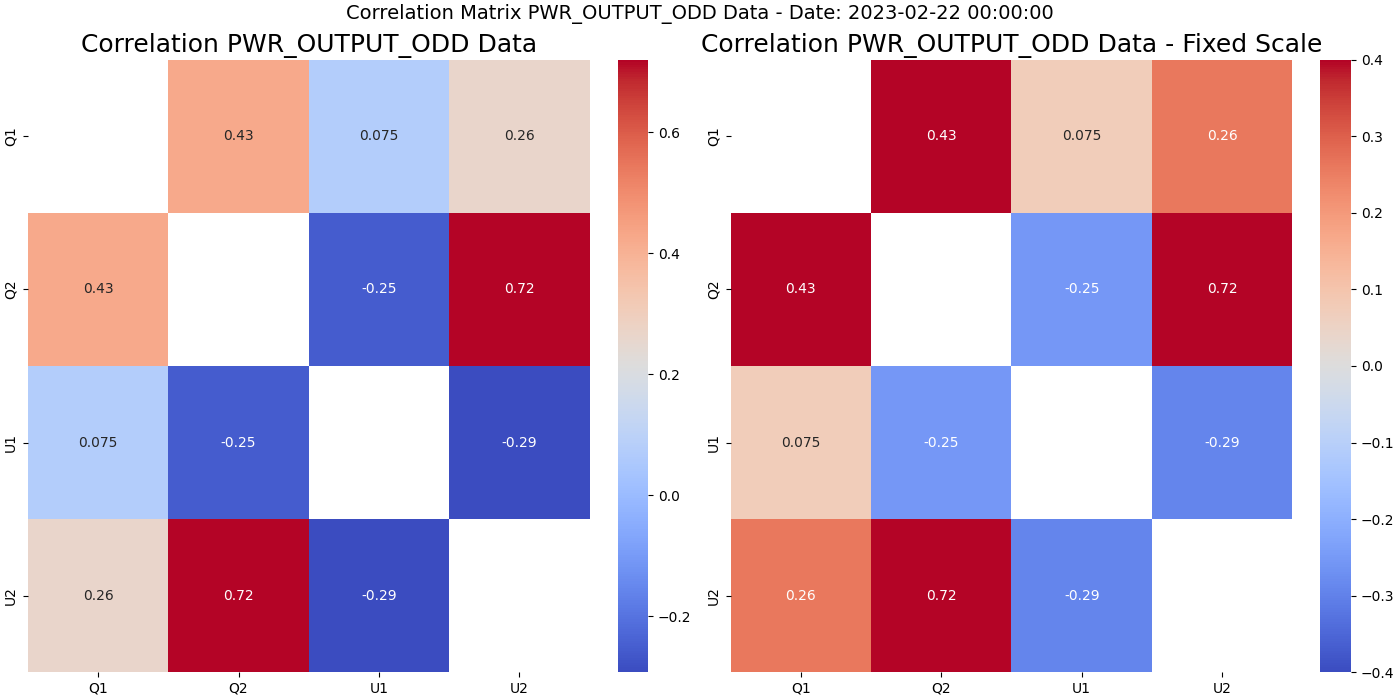 Correlation Matrix PWR_OUTPUT_ODD Data - Date: 2023-02-22 00:00:00
Correlation PWR_OUTPUT_ODD Data
Q1
0.43
0.075
0.26
Q2
0.43
-0.25
0.72
U1
0.075
-0.25
-0.29
U2
0.26
0.72
-0.29
Q1
Q2
U1
U2
0.6
0.4
0.2
0.0
−0.2
Correlation PWR_OUTPUT_ODD Data - Fixed Scale
Q1
0.43
0.075
0.26
Q2
0.43
-0.25
0.72
U1
0.075
-0.25
-0.29
U2
0.26
0.72
-0.29
Q1
Q2
U1
U2
0.4
0.3
0.2
0.1
0.0
−0.1
−0.2
−0.3
−0.4